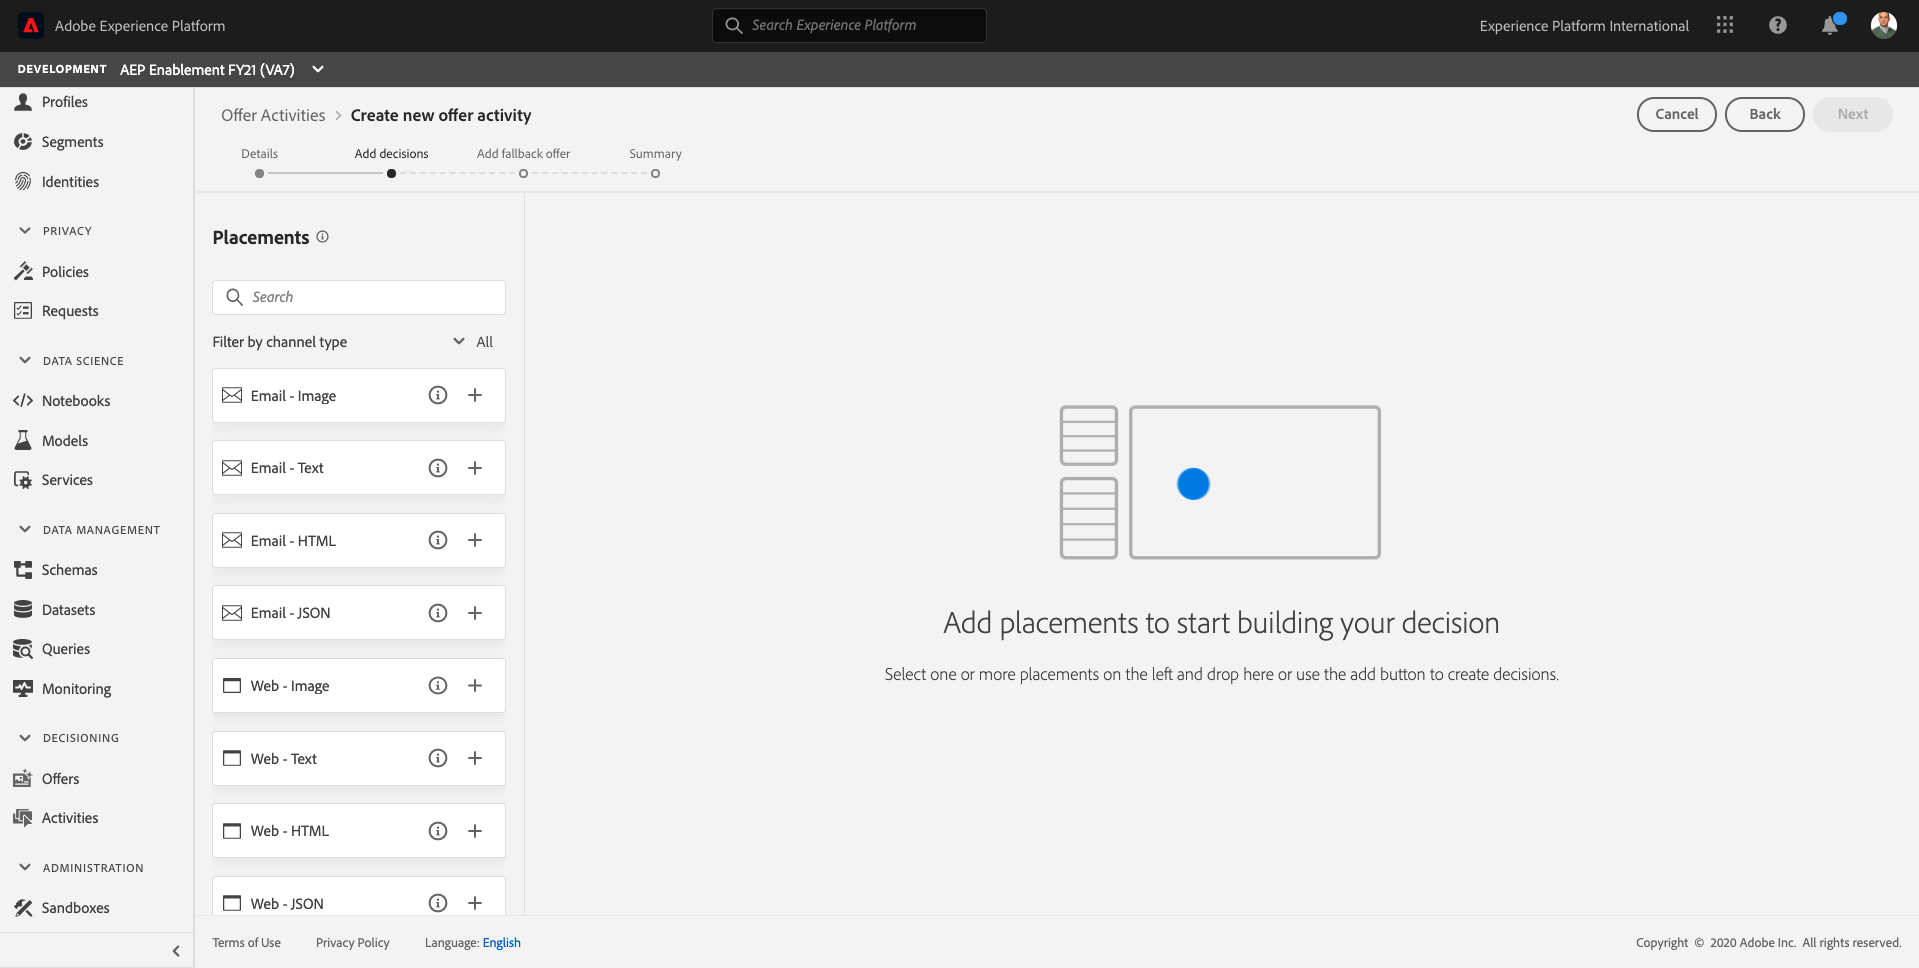 Adobe Experience Platform
Search Experience Platform
Experience Platform International
DEVELOPMENT AEP Enablement FY21 (VA7)
Profiles
Segments
Identities
PRIVACY
Policies
Requests
DATA SCIENCE
Notebooks
Models
Services
DATA MANAGEMENT
Schemas
Datasets
Queries
Monitoring
DECISIONING
Offers
Activities
ADMINISTRATION
Sandboxes
Offer Activities > Create new offer activity
Cancel
Back
Next
Details
Add decisions
Add fallback offer
Summary
Placements
Search
Filter by channel type
All
Email - Image
Email - Text
Email - HTML
Email - JSON
Web - Image
Web - Text
Web - HTML
Web - JSON
Add placements to start building your decision
Select one or more placements on the left and drop here or use the add button to create decisions.
Terms of Use
Privacy Policy
Language: English
Copyright © 2020 Adobe Inc. All rights reserved.